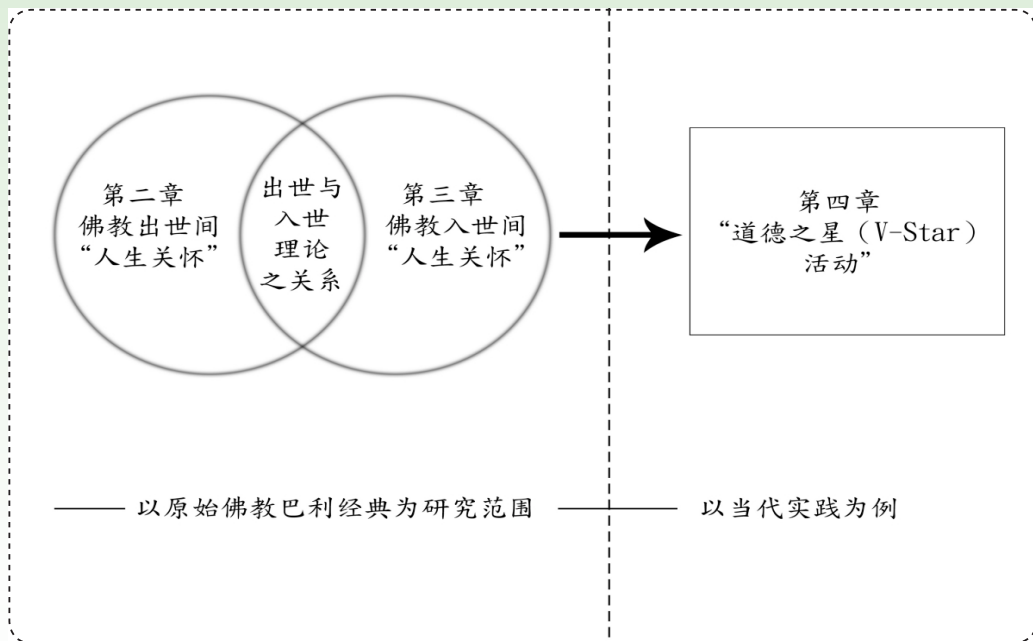 第二章
佛教出世间
“人生关怀”
出世与
入世
理论
之关系
第三章
佛教入世间
“人生关怀”
第四章
“道德之星（V-Star）
活动”
以原始佛教巴利经典为研究范围
以当代实践为例